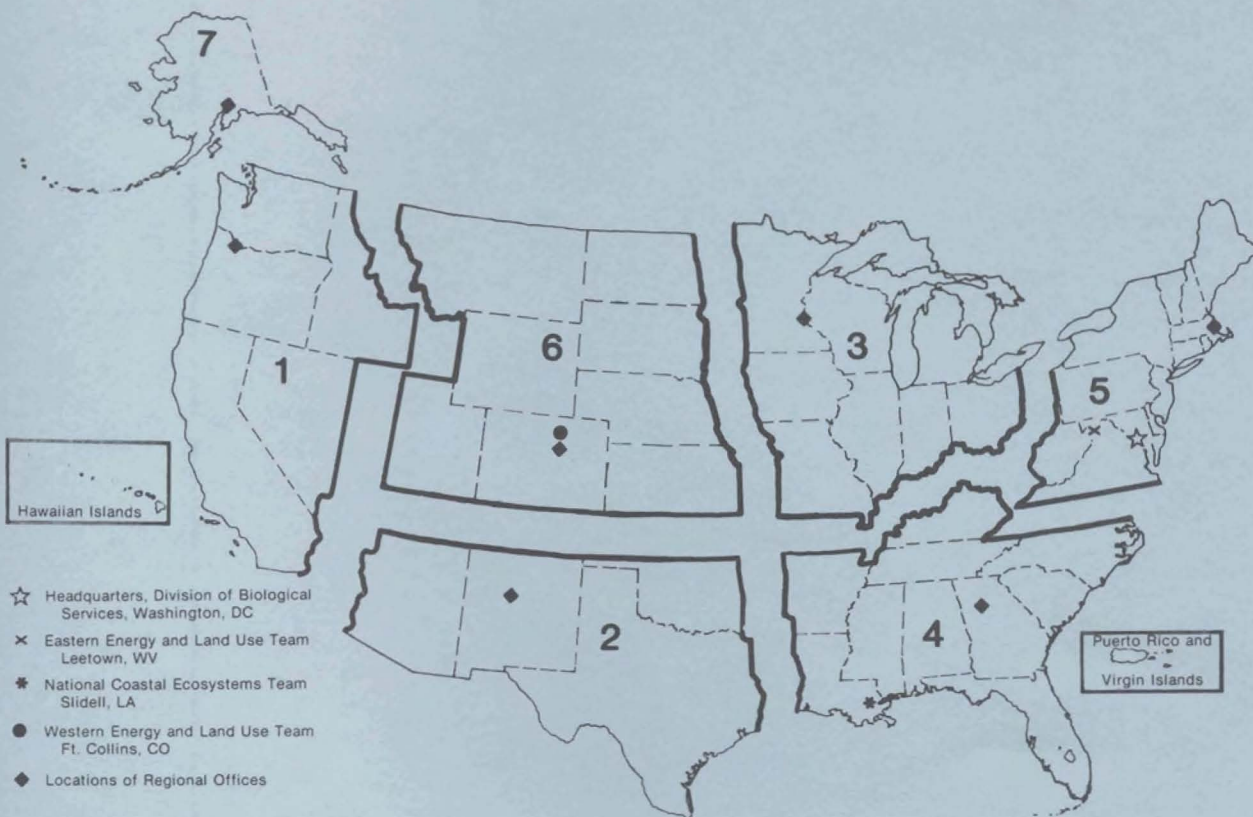 7
1
6
3
5
2
4
Hawaiian Islands
Puerto Rico and
Virgin Islands
☆ Headquarters, Division of Biological
Services, Washington, DC
× Eastern Energy and Land Use Team
Leetown, WV
* National Coastal Ecosystems Team
Slidell, LA
● Western Energy and Land Use Team
Ft. Collins, CO
◆ Locations of Regional Offices